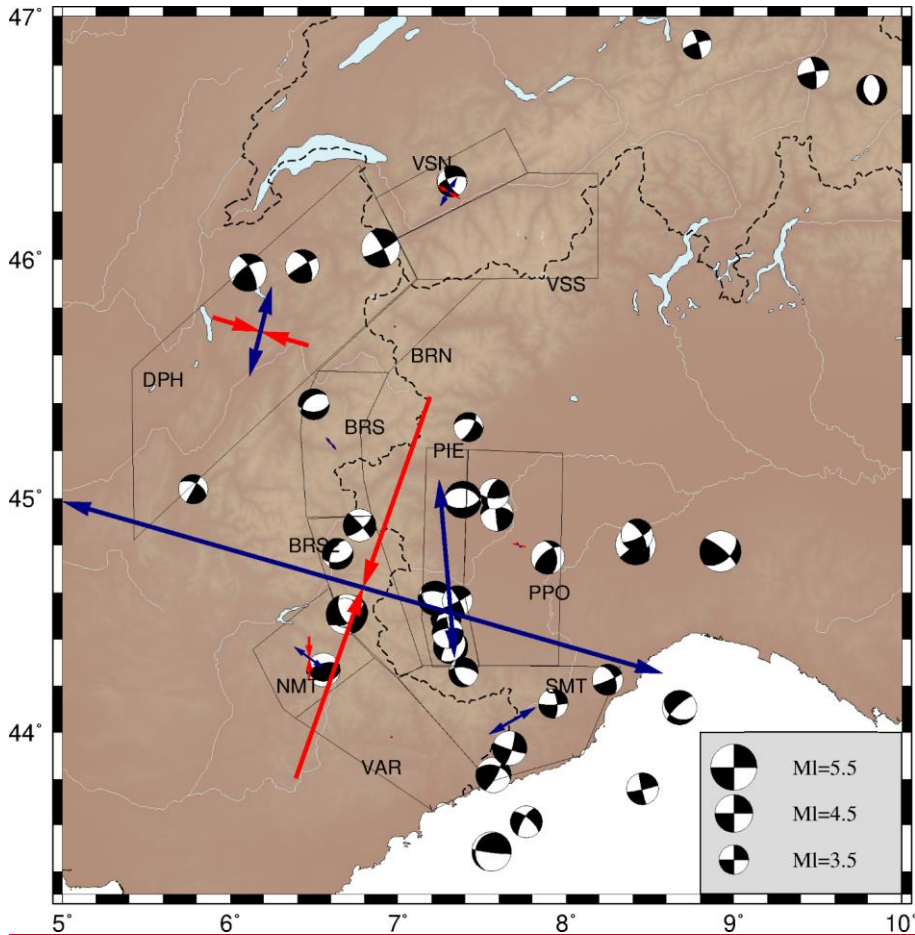 47˚
VSN
46˚
VSS
BRN
DPH
BRS
PIE
45˚
PPO
NMT
SMT
44˚
VAR
Ml=5.5
Ml=4.5
Ml=3.5
5˚
6˚
7˚
8˚
9˚
10˚